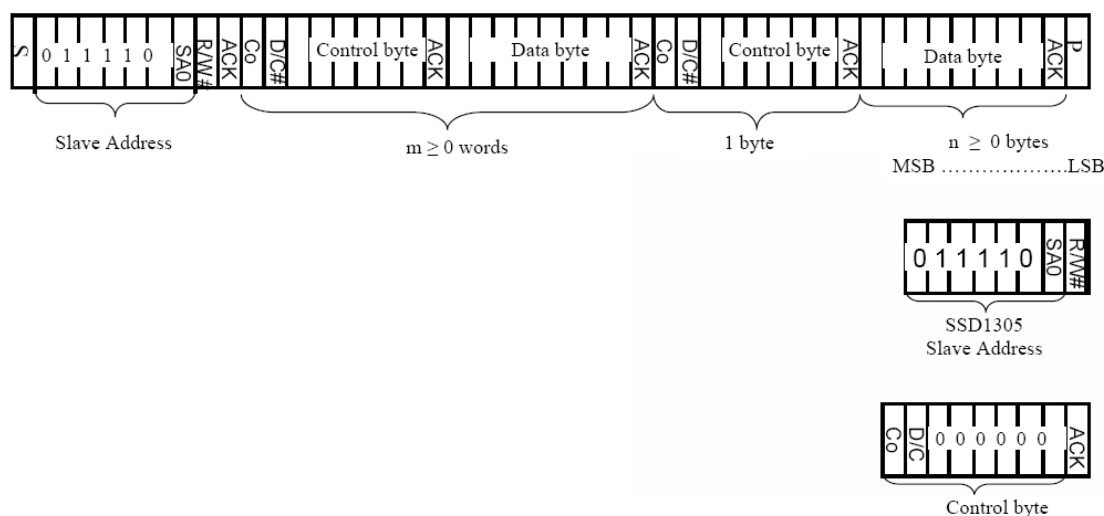 S 0 1 1 1 1 0 SA0 R/W# ACK Co D/C# Control byte ACK Data byte ACK Co D/C# Control byte ACK Data byte ACK P
Slave Address
m ≥ 0 words
1 byte
n ≥ 0 bytes
MSB ....................LSB
0 1 1 1 1 0 SA0 R/W#
SSD1305
Slave Address
Co D/C 0 0 0 0 0 0 ACK
Control byte